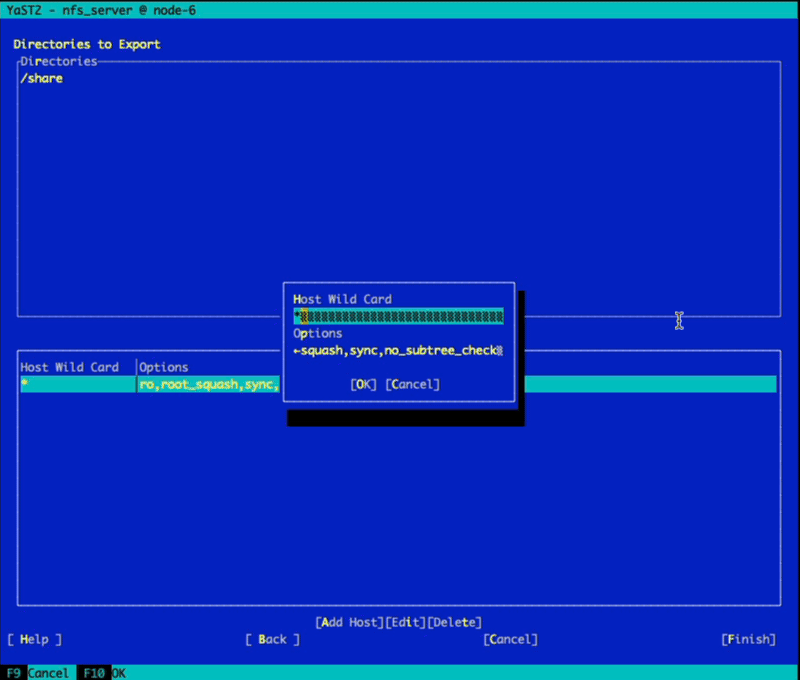 YaST2 - nfs_server @ node-6
Directories to Export
Directories
/share
Host Wild Card
*
Options
←squash,sync,no_subtree_check
[OK] [Cancel]
Host Wild Card Options
* ro,root_squash,sync,
[Add Host][Edit][Delete]
[ Help ] [ Back ] [Cancel] [Finish]
F9 Cancel F10 OK